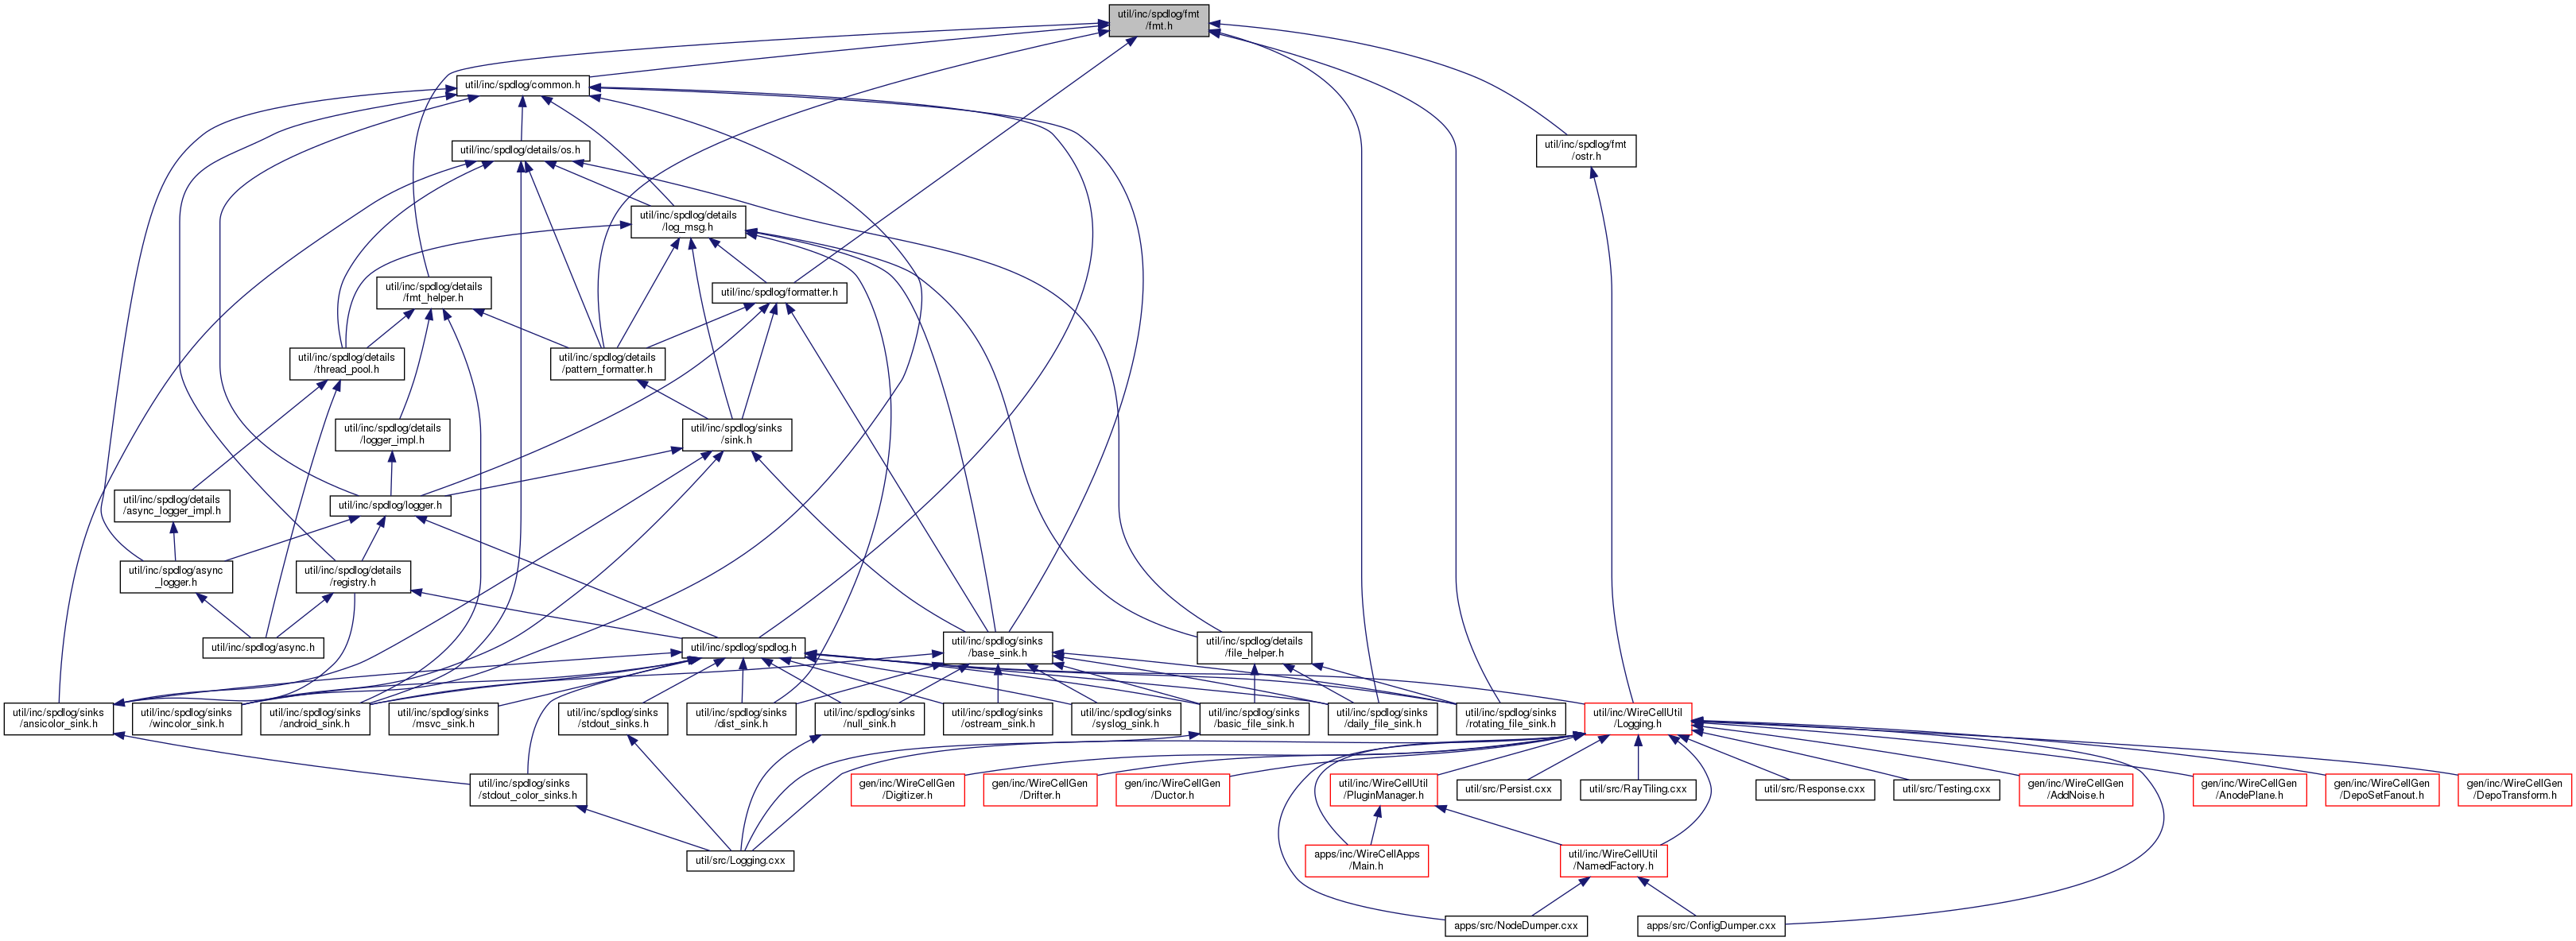 util/inc/spdlog/fmt
/fmt.h
util/inc/spdlog/common.h
util/inc/spdlog/details/os.h
util/inc/spdlog/fmt
/ostr.h
util/inc/spdlog/details
/log_msg.h
util/inc/spdlog/details
/fmt_helper.h
util/inc/spdlog/formatter.h
util/inc/spdlog/details
/thread_pool.h
util/inc/spdlog/details
/pattern_formatter.h
util/inc/spdlog/details
/logger_impl.h
util/inc/spdlog/sinks
/sink.h
util/inc/spdlog/details
/async_logger_impl.h
util/inc/spdlog/logger.h
util/inc/spdlog/async
_logger.h
util/inc/spdlog/details
/registry.h
util/inc/spdlog/async.h
util/inc/spdlog/spdlog.h
util/inc/spdlog/sinks
/base_sink.h
util/inc/spdlog/details
/file_helper.h
util/inc/spdlog/sinks
/ansicolor_sink.h
util/inc/spdlog/sinks
/wincolor_sink.h
util/inc/spdlog/sinks
/android_sink.h
util/inc/spdlog/sinks
/msvc_sink.h
util/inc/spdlog/sinks
/stdout_sinks.h
util/inc/spdlog/sinks
/dist_sink.h
util/inc/spdlog/sinks
/null_sink.h
util/inc/spdlog/sinks
/ostream_sink.h
util/inc/spdlog/sinks
/syslog_sink.h
util/inc/spdlog/sinks
/basic_file_sink.h
util/inc/spdlog/sinks
/daily_file_sink.h
util/inc/spdlog/sinks
/rotating_file_sink.h
util/inc/WireCellUtil
/Logging.h
util/inc/spdlog/sinks
/stdout_color_sinks.h
gen/inc/WireCellGen
/Digitizer.h
gen/inc/WireCellGen
/Drifter.h
gen/inc/WireCellGen
/Ductor.h
util/inc/WireCellUtil
/PluginManager.h
util/src/Persist.cxx
util/src/RayTiling.cxx
util/src/Response.cxx
util/src/Testing.cxx
gen/inc/WireCellGen
/AddNoise.h
gen/inc/WireCellGen
/AnodePlane.h
gen/inc/WireCellGen
/DepoSetFanout.h
gen/inc/WireCellGen
/DepoTransform.h
util/src/Logging.cxx
apps/inc/WireCellApps
/Main.h
util/inc/WireCellUtil
/NamedFactory.h
apps/src/NodeDumper.cxx
apps/src/ConfigDumper.cxx